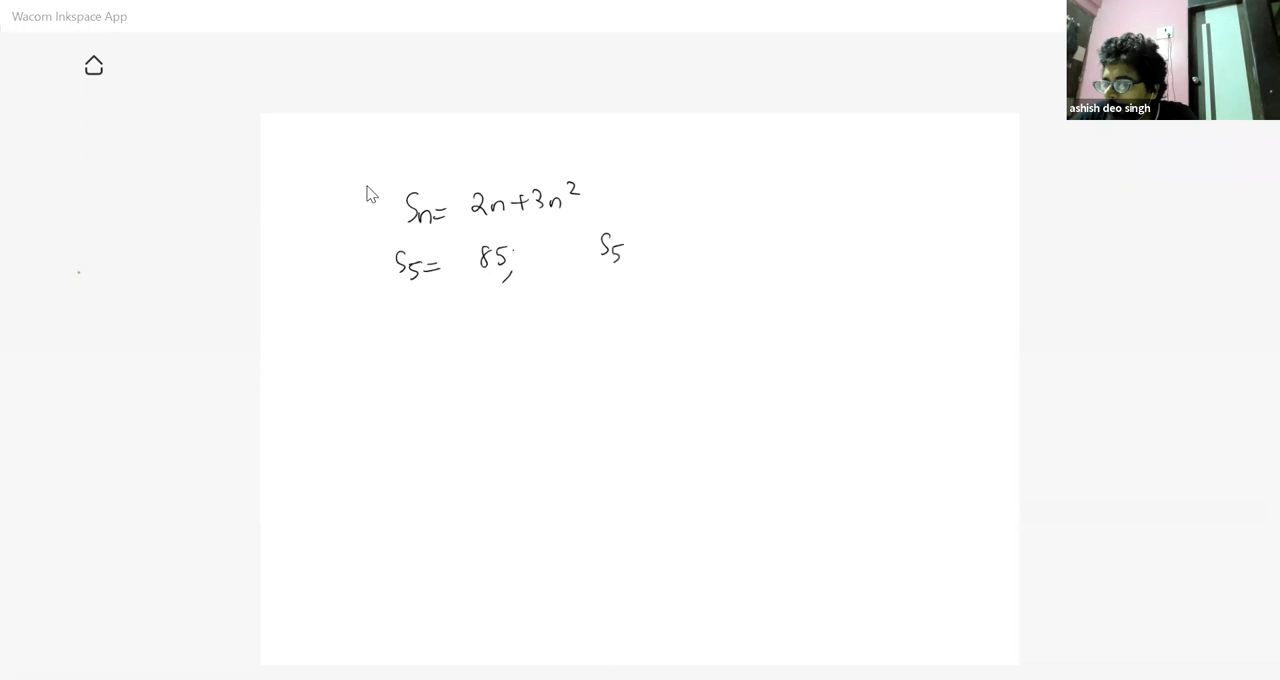 Wacom Inkspace App
ashish deo singh
Sn= 2n+3n²
S5= 85; S5